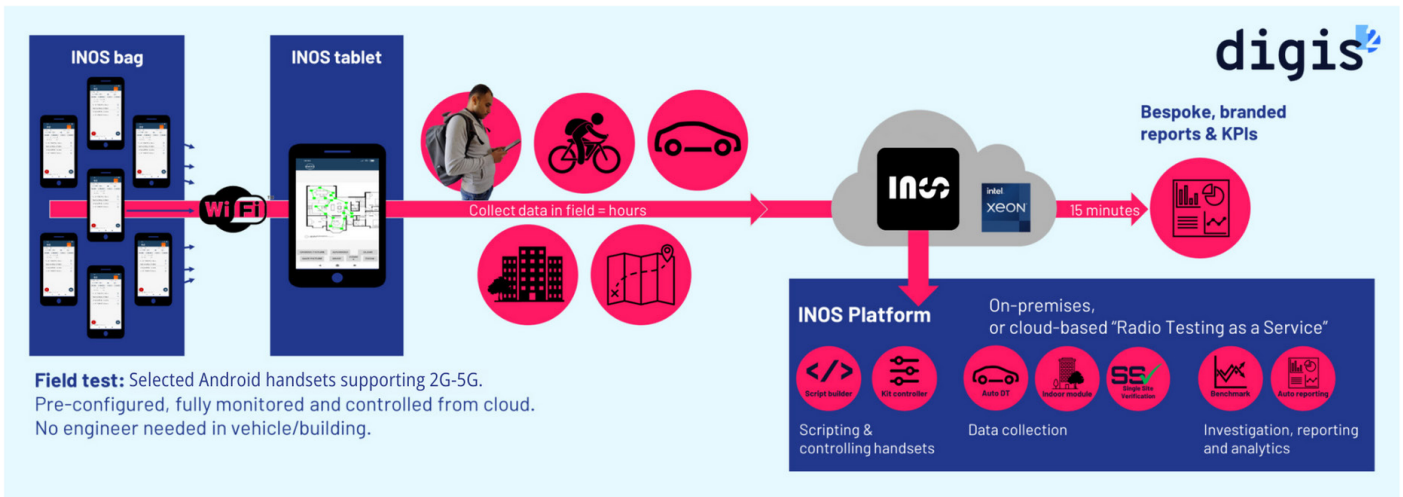 INOS bag
INOS tablet
digis2
Bespoke, branded
reports & KPIs
WiFi
Collect data in field = hours
INOS
intel
xeon
15 minutes
INOS Platform
On-premises,
or cloud-based “Radio Testing as a Service”
Script builder
Kit controller
Auto DT
Indoor module
SS
Single Site
Verification
Benchmark
Auto reporting
Scripting &
controlling handsets
Data collection
Investigation, reporting
and analytics
Field test: Selected Android handsets supporting 2G-5G.
Pre-configured, fully monitored and controlled from cloud.
No engineer needed in vehicle/building.